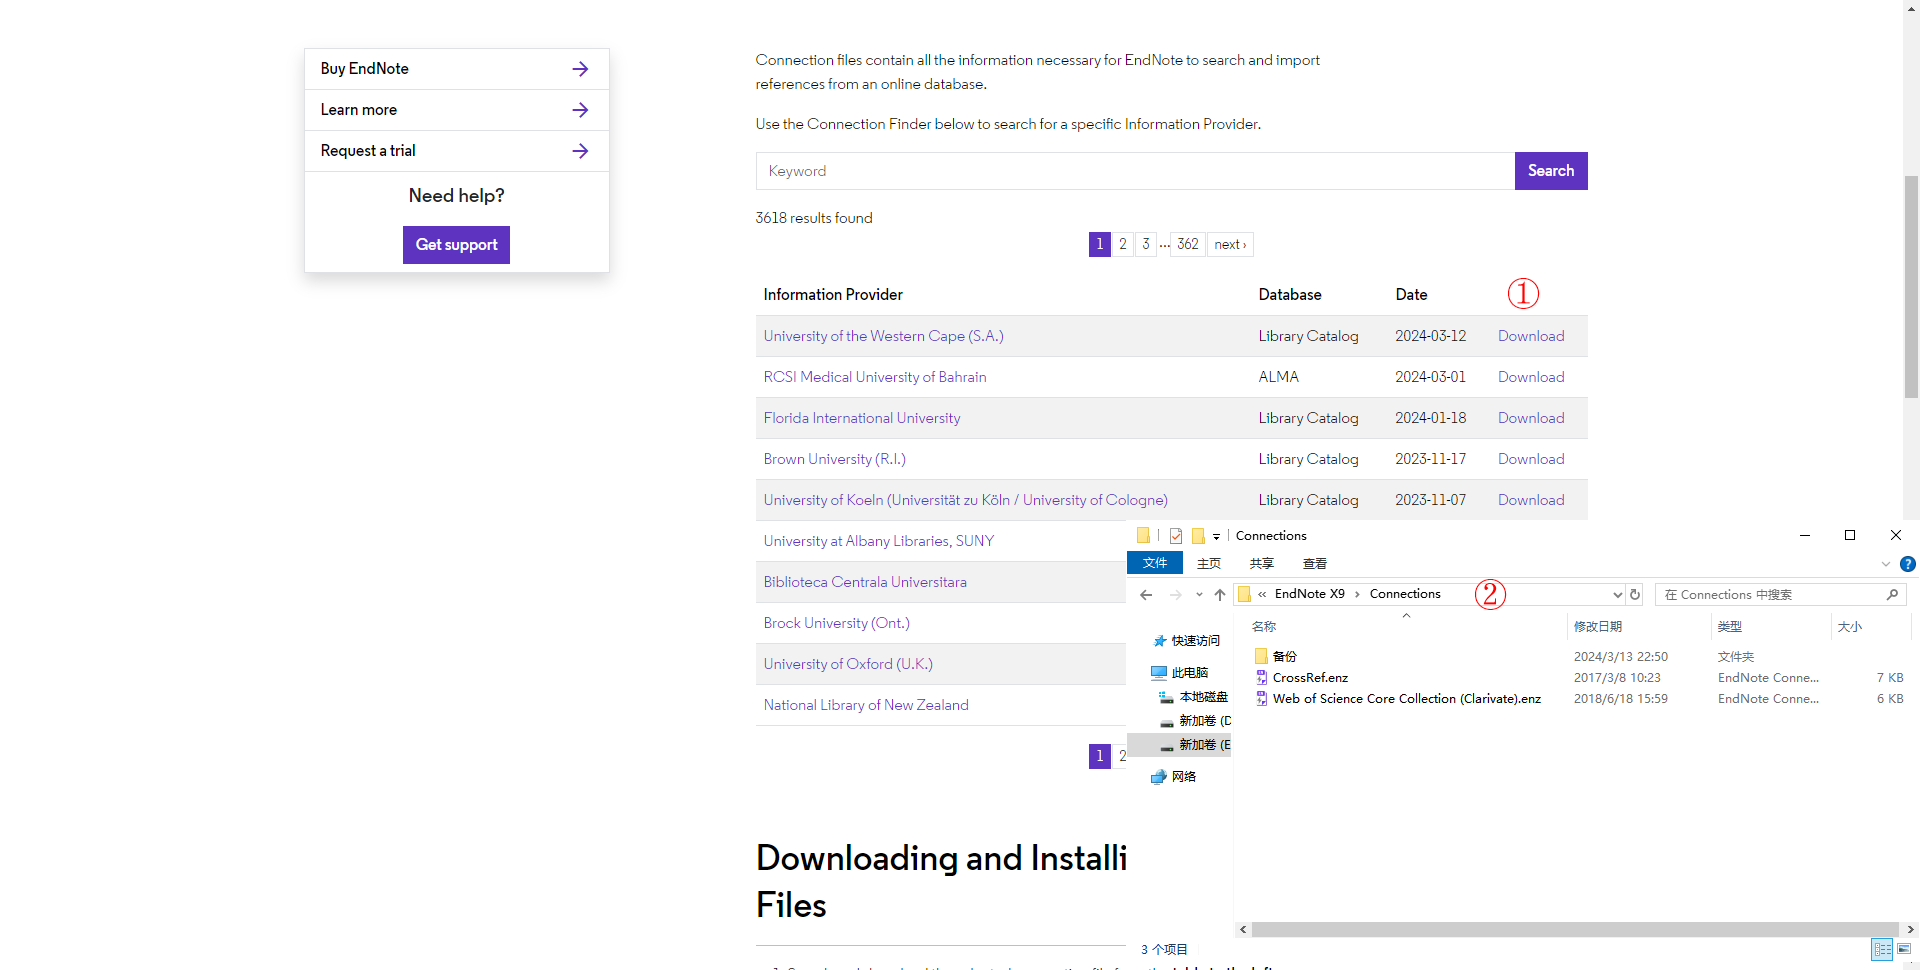 Buy EndNote
Learn more
Request a trial
Need help?
Get support
Connection files contain all the information necessary for EndNote to search and import
references from an online database.
Use the Connection Finder below to search for a specific Information Provider.
Keyword Search
3618 results found
1 2 3 ... 362 next ›
Information Provider Database Date ①
University of the Western Cape (S.A.) Library Catalog 2024-03-12 Download
RCSI Medical University of Bahrain ALMA 2024-03-01 Download
Florida International University Library Catalog 2024-01-18 Download
Brown University (R.I.) Library Catalog 2023-11-17 Download
University of Koeln (Universität zu Köln / University of Cologne) Library Catalog 2023-11-07 Download
University at Albany Libraries, SUNY
Biblioteca Centrala Universitara
Brock University (Ont.)
University of Oxford (U.K.)
National Library of New Zealand
1 2
Downloading and Installi
Files
Connections
文件 主页 共享 查看
« EndNote X9 › Connections ② 在 Connections 中搜索
快速访问
此电脑
本地磁盘
新加卷 (D
新加卷 (E
网络
名称 修改日期 类型 大小
备份 2024/3/13 22:50 文件夹
CrossRef.enz 2017/3/8 10:23 EndNote Conne... 7 KB
Web of Science Core Collection (Clarivate).enz 2018/6/18 15:59 EndNote Conne... 6 KB
3 个项目